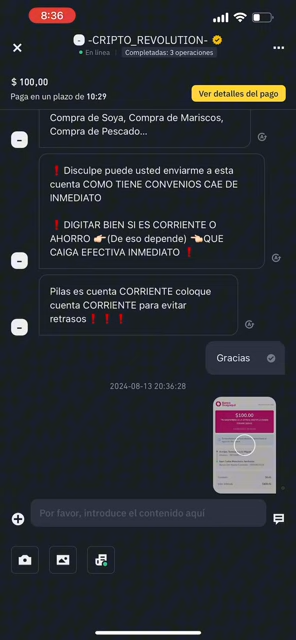 8:36
-CRIPTO_REVOLUTION-
En línea
Completadas: 3 operaciones
$ 100,00
Paga en un plazo de 10:29
Ver detalles del pago
Compra de Soya, Compra de Mariscos,
Compra de Pescado...
❗Disculpe puede usted enviarme a esta
cuenta COMO TIENE CONVENIOS CAE DE
INMEDIATO
❗DIGITAR BIEN SI ES CORRIENTE O
AHORRO 👉🏻(De eso depende) 👈🏻QUE
CAIGA EFECTIVA INMEDIATO ❗
Pilas es cuenta CORRIENTE coloque
cuenta CORRIENTE para evitar
retrasos❗❗❗
Gracias
2024-08-13 20:36:28
$100,00
Por favor, introduce el contenido aquí